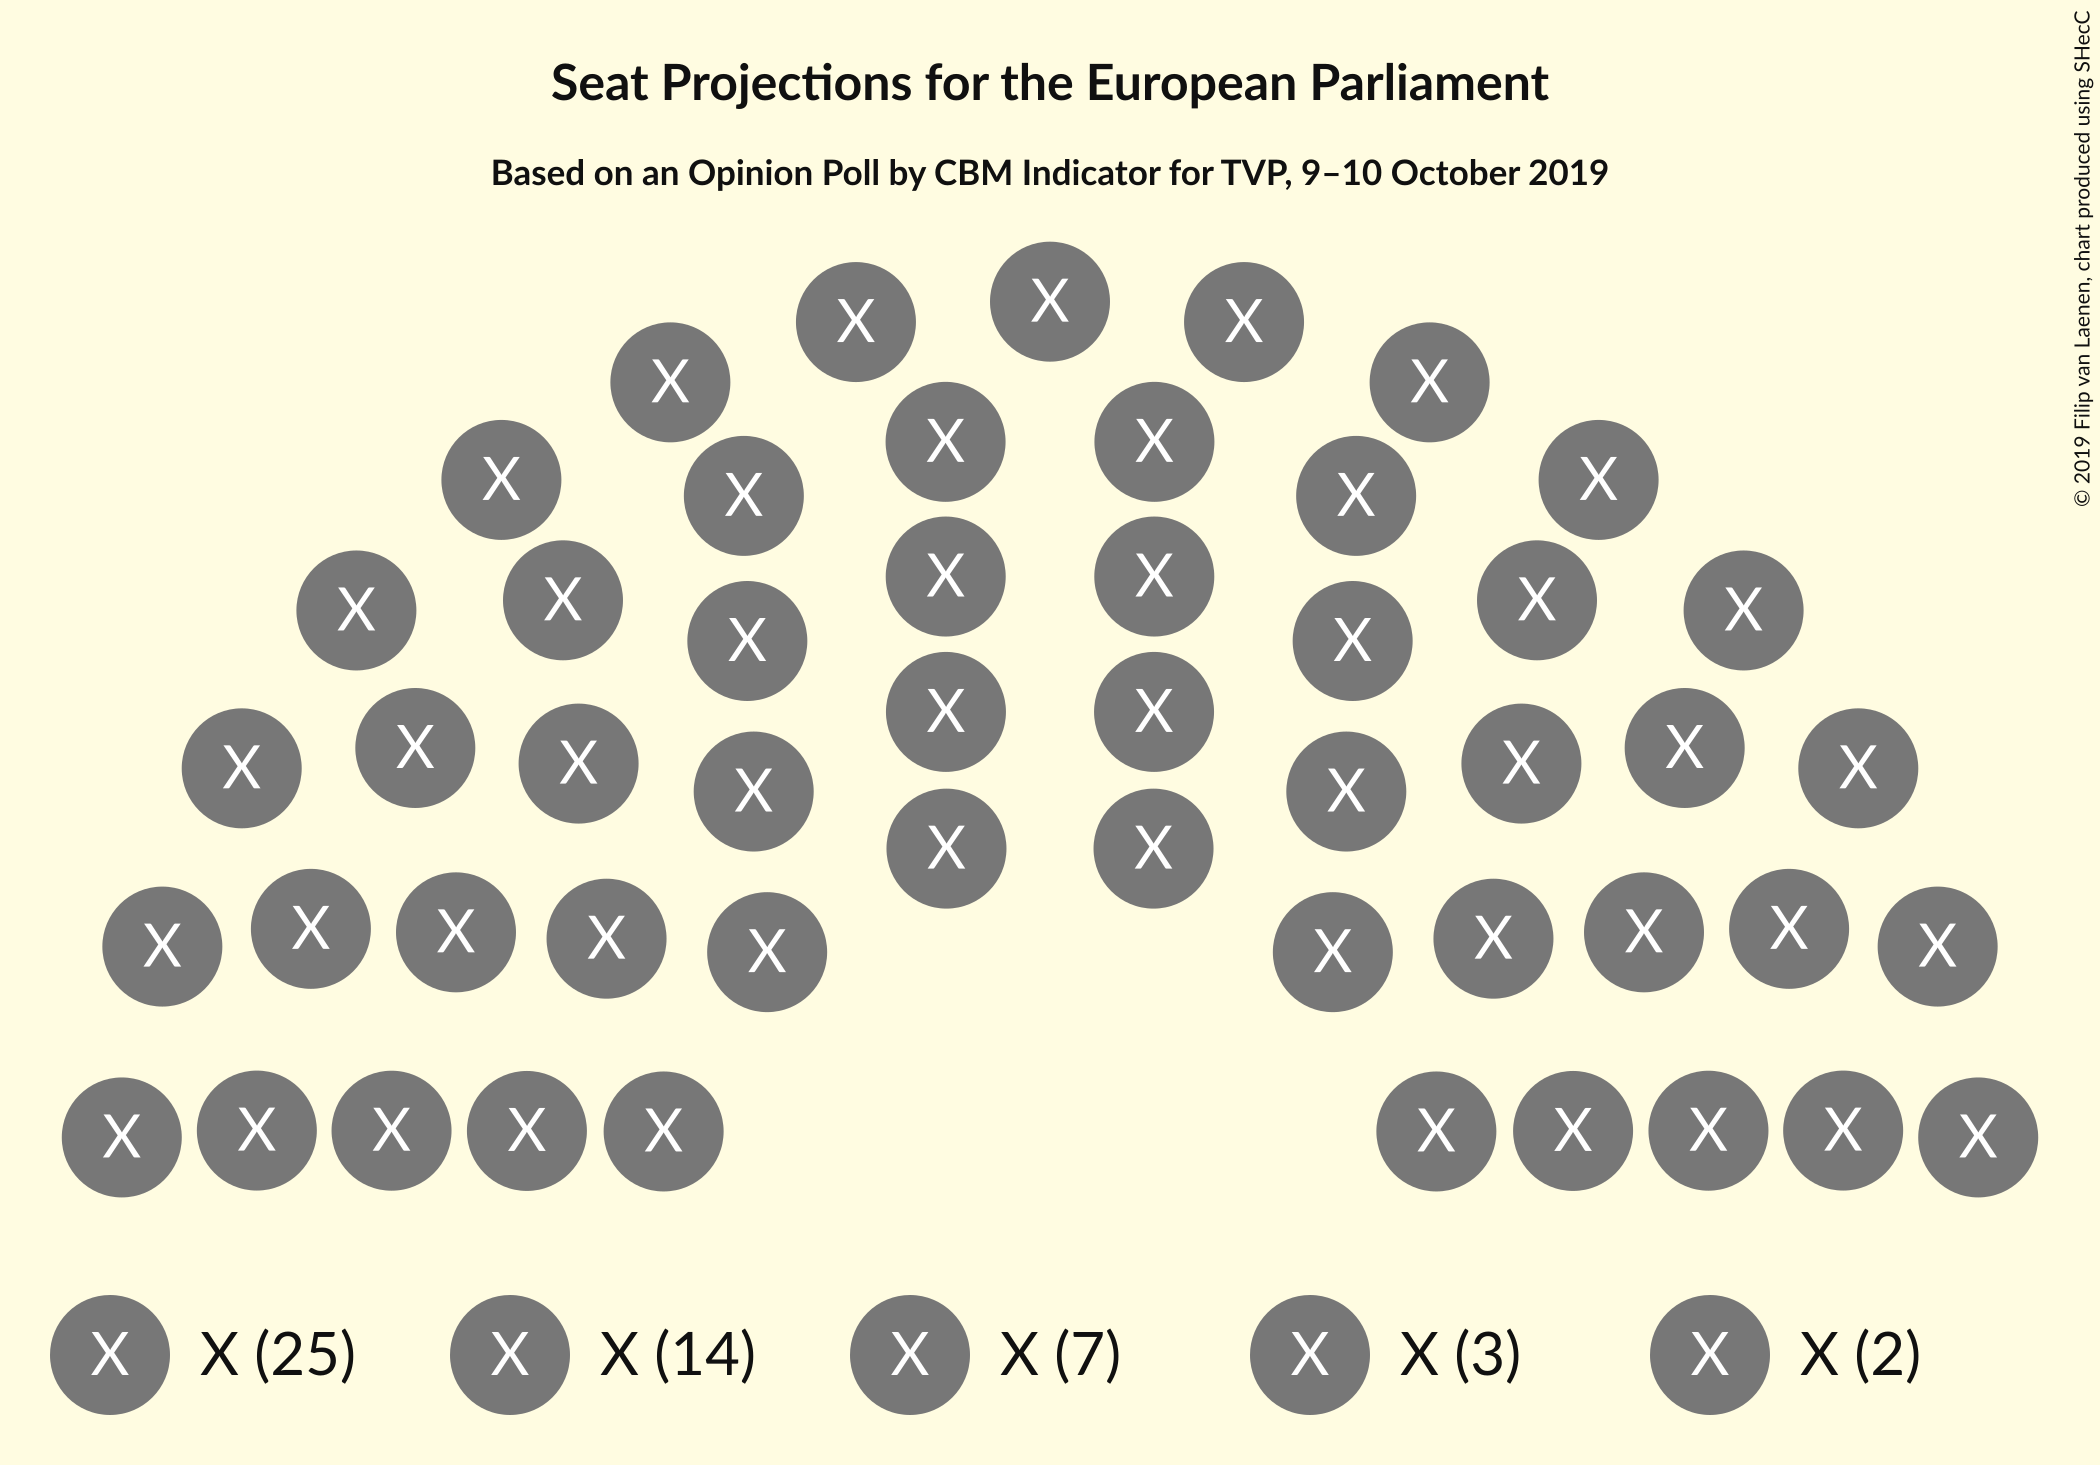 Seat Projections for the European Parliament
Based on an Opinion Poll by CBM Indicator for TVP, 9–10 October 2019
© 2019 Filip van Laenen, chart produced using SHecC
X X X
X X
X X X X X X
X X X X X X X X
X X X X X X X X X X
X X
X X X X X X X X X X
X X X X X X X X X X
X X (25) X X (14) X X (7) X X (3) X X (2)